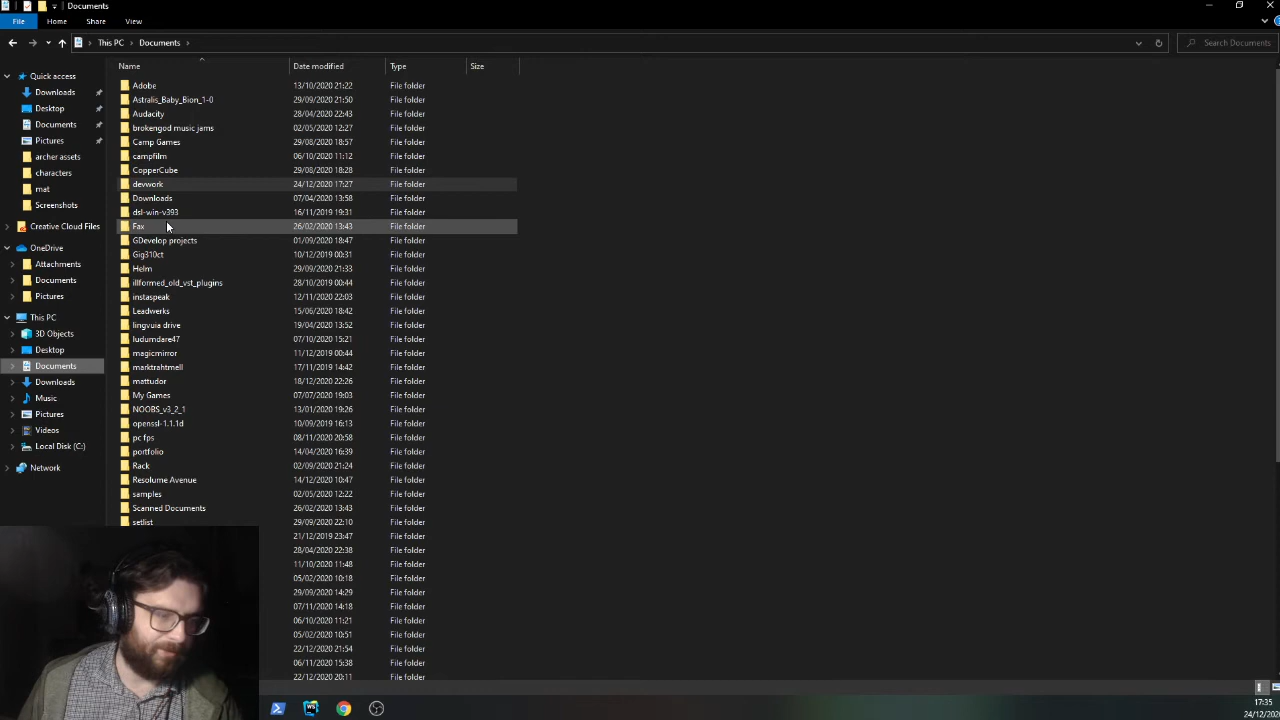 Documents
File Home Share View
This PC Documents Search Documents
Name Date modified Type Size
Quick access
Downloads
Desktop
Documents
Pictures
archer assets
characters
mat
Screenshots
Creative Cloud Files
OneDrive
Attachments
Documents
Pictures
This PC
3D Objects
Desktop
Documents
Downloads
Music
Pictures
Videos
Local Disk (C:)
Network
Adobe 13/10/2020 21:22 File folder
Astralis_Baby_Bion_1-0 29/09/2020 21:50 File folder
Audacity 28/04/2020 22:43 File folder
brokengod music jams 02/05/2020 12:27 File folder
Camp Games 29/08/2020 18:57 File folder
campfilm 06/10/2020 11:12 File folder
CopperCube 29/08/2020 18:28 File folder
devwork 24/12/2020 17:27 File folder
Downloads 07/04/2020 13:58 File folder
dsl-win-v393 16/11/2019 19:31 File folder
Fax 26/02/2020 13:43 File folder
GDevelop projects 01/09/2020 18:47 File folder
Gig310ct 10/12/2019 00:31 File folder
Helm 29/09/2020 21:33 File folder
illformed_old_vst_plugins 28/10/2019 00:44 File folder
instaspeak 12/11/2020 22:03 File folder
Leadwerks 15/06/2020 18:42 File folder
lingvuia drive 19/04/2020 13:52 File folder
ludumdare47 07/10/2020 15:21 File folder
magicmirror 11/12/2019 00:44 File folder
marktrahtmell 17/11/2019 14:42 File folder
mattudor 18/12/2020 22:26 File folder
My Games 07/07/2020 19:03 File folder
NOOBS_v3_2_1 13/01/2020 19:26 File folder
openssl-1.1.1d 10/09/2019 16:13 File folder
pc fps 08/11/2020 20:58 File folder
portfolio 14/04/2020 16:39 File folder
Rack 02/09/2020 21:24 File folder
Resolume Avenue 14/12/2020 10:47 File folder
samples 02/05/2020 12:22 File folder
Scanned Documents 26/02/2020 13:43 File folder
setlist 29/09/2020 22:10 File folder
21/12/2019 23:47 File folder
28/04/2020 22:38 File folder
11/10/2020 11:48 File folder
05/02/2020 10:18 File folder
29/09/2020 14:29 File folder
07/11/2020 14:18 File folder
06/10/2020 11:21 File folder
05/02/2020 10:51 File folder
22/12/2020 21:54 File folder
06/11/2020 15:38 File folder
22/12/2020 20:11 File folder
WS
17:35
24/12/202